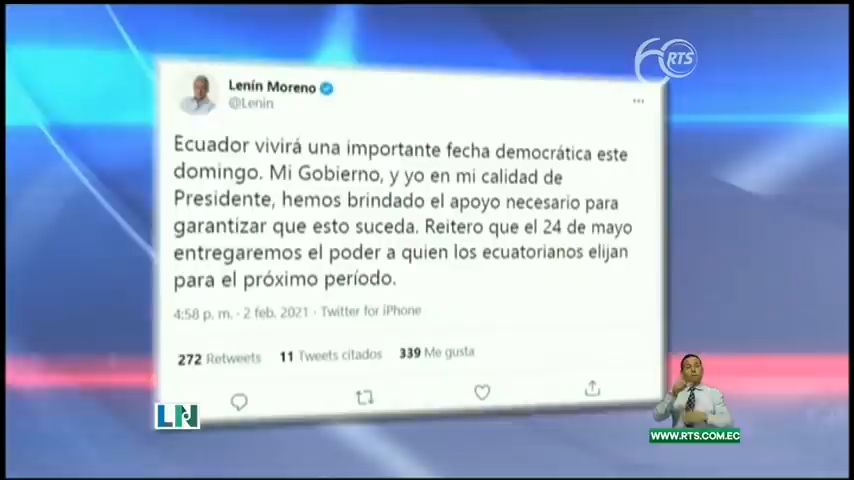 60 RTS
Lenín Moreno
@Lenin
Ecuador vivirá una importante fecha democrática este
domingo. Mi Gobierno, y yo en mi calidad de
Presidente, hemos brindado el apoyo necesario para
garantizar que esto suceda. Reitero que el 24 de mayo
entregaremos el poder a quien los ecuatorianos elijan
para el próximo período.
4:58 p. m. · 2 feb. 2021 · Twitter for iPhone
272 Retweets 11 Tweets citados 339 Me gusta
LN
WWW.RTS.COM.EC